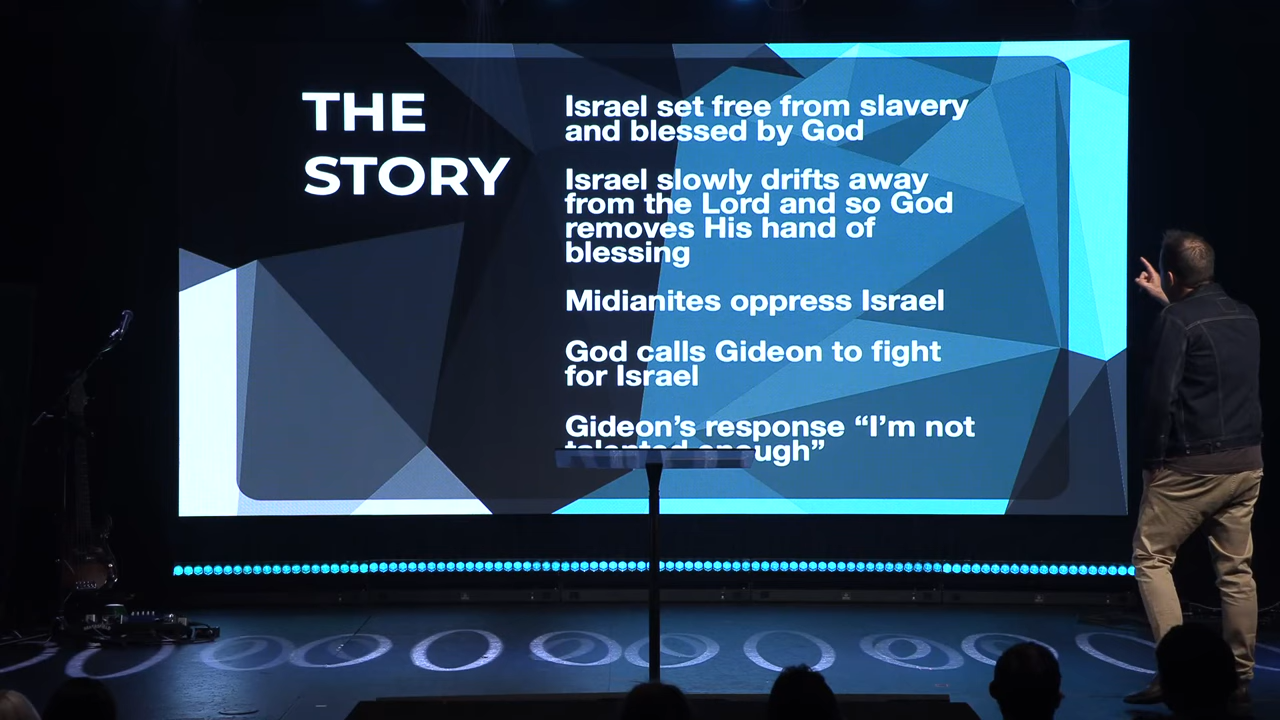 THE
STORY
Israel set free from slavery
and blessed by God
Israel slowly drifts away
from the Lord and so God
removes His hand of
blessing
Midianites oppress Israel
God calls Gideon to fight
for Israel
Gideon’s response “I’m not
talented enough”